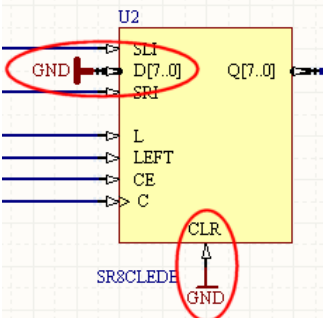 U2
SLI
GND D[7..0] Q[7..0]
SRI
L
LEFT
CE
C
CLR
SR8CLEDE
GND